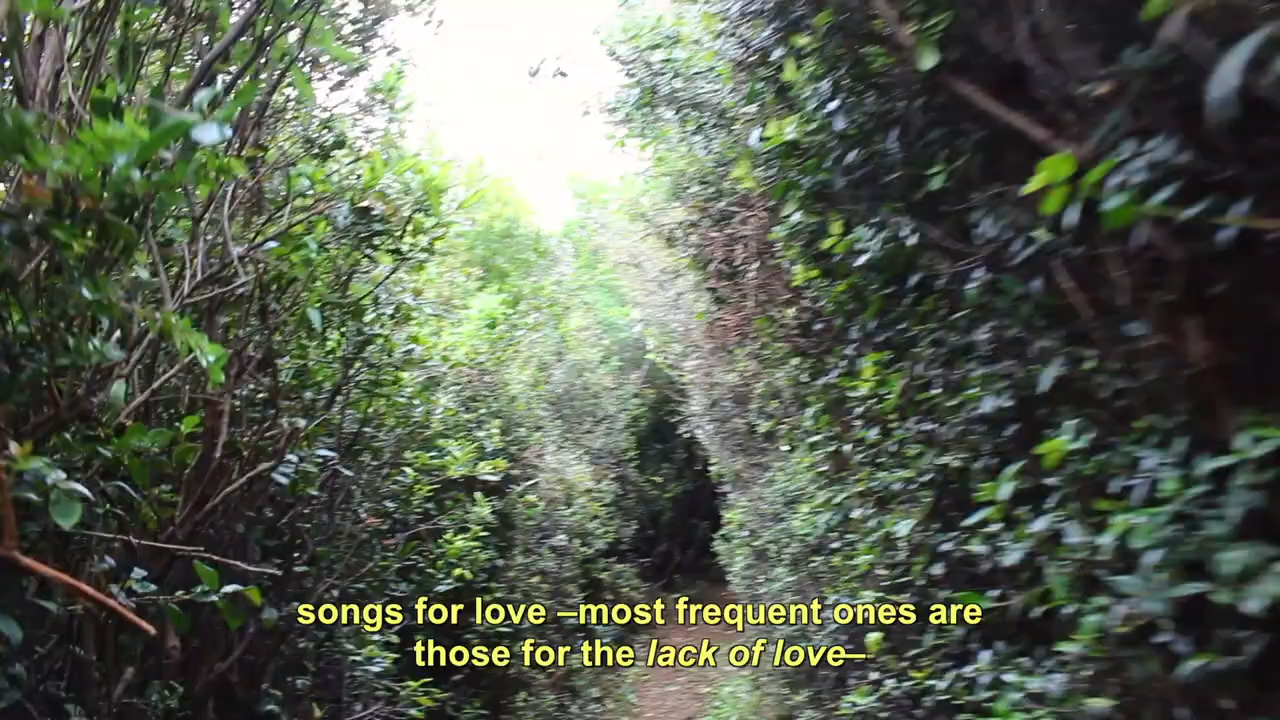 songs for love –most frequent ones are
those for the lack of love–